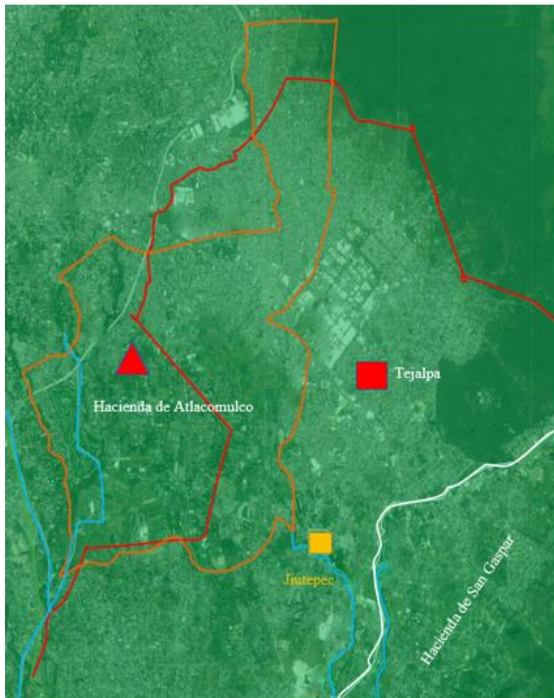 Tejalpa
Hacienda de Atlacomulco
Jiutepec
Hacienda de San Gaspar